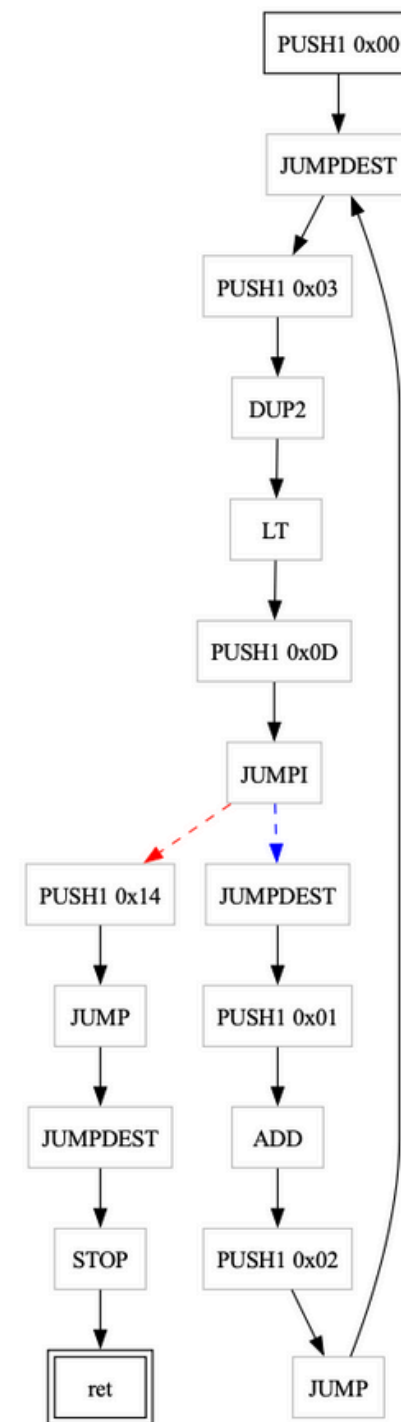 PUSH1 0x00
JUMPDEST
PUSH1 0x03
DUP2
LT
PUSH1 0x0D
JUMPI
PUSH1 0x14
JUMPDEST
JUMP
PUSH1 0x01
JUMPDEST
ADD
STOP
PUSH1 0x02
ret
JUMP